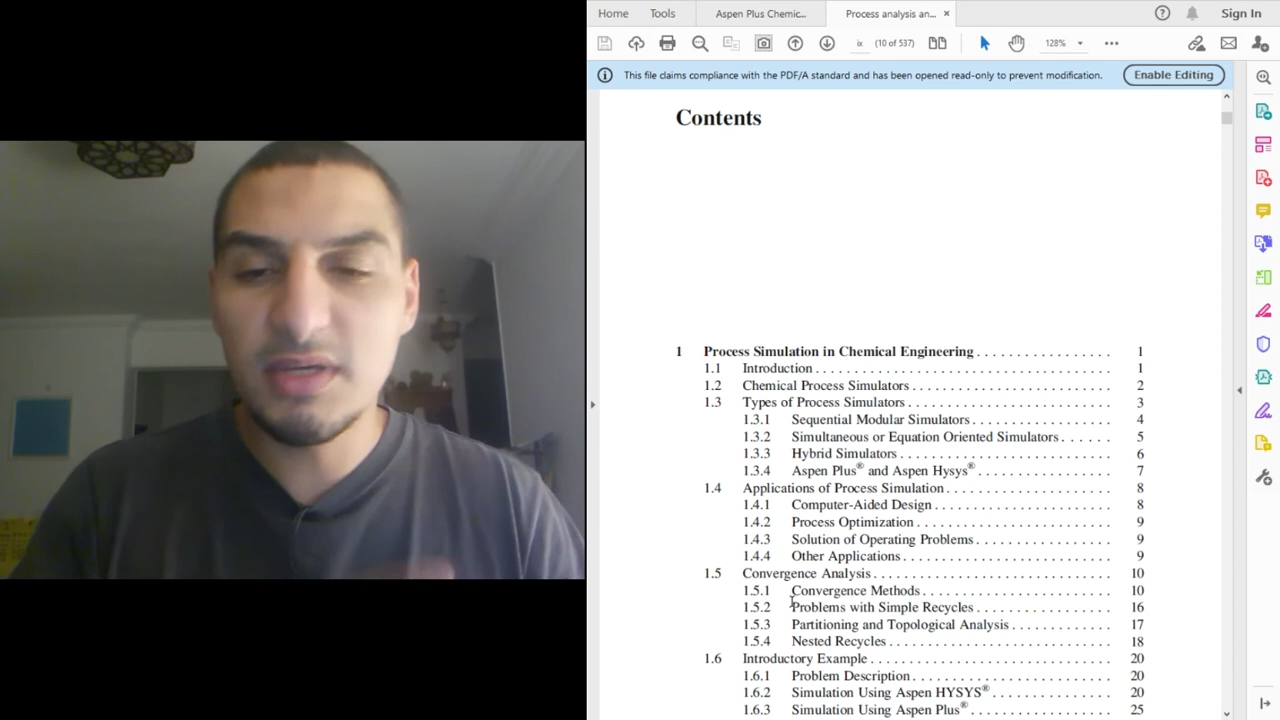 Home Tools Aspen Plus Chemic... Process analysis an... × Sign In
ix (10 of 537) 128%
This file claims compliance with the PDF/A standard and has been opened read-only to prevent modification. Enable Editing
Contents
1 Process Simulation in Chemical Engineering . . . . . . . . . . . . . . . . 1
1.1 Introduction . . . . . . . . . . . . . . . . . . . . . . . . . . . . . . . . . . . 1
1.2 Chemical Process Simulators . . . . . . . . . . . . . . . . . . . . . . . . 2
1.3 Types of Process Simulators . . . . . . . . . . . . . . . . . . . . . . . . 3
1.3.1 Sequential Modular Simulators . . . . . . . . . . . . . . . . . 4
1.3.2 Simultaneous or Equation Oriented Simulators . . . . . . 5
1.3.3 Hybrid Simulators . . . . . . . . . . . . . . . . . . . . . . . . . 6
1.3.4 Aspen Plus® and Aspen Hysys® . . . . . . . . . . . . . . . . 7
1.4 Applications of Process Simulation . . . . . . . . . . . . . . . . . . . . 8
1.4.1 Computer-Aided Design . . . . . . . . . . . . . . . . . . . . . 8
1.4.2 Process Optimization . . . . . . . . . . . . . . . . . . . . . . . 9
1.4.3 Solution of Operating Problems . . . . . . . . . . . . . . . . 9
1.4.4 Other Applications . . . . . . . . . . . . . . . . . . . . . . . . . 9
1.5 Convergence Analysis . . . . . . . . . . . . . . . . . . . . . . . . . . . . 10
1.5.1 Convergence Methods . . . . . . . . . . . . . . . . . . . . . . . 10
1.5.2 Problems with Simple Recycles . . . . . . . . . . . . . . . . 16
1.5.3 Partitioning and Topological Analysis . . . . . . . . . . . . 17
1.5.4 Nested Recycles . . . . . . . . . . . . . . . . . . . . . . . . . . 18
1.6 Introductory Example . . . . . . . . . . . . . . . . . . . . . . . . . . . . 20
1.6.1 Problem Description . . . . . . . . . . . . . . . . . . . . . . . . 20
1.6.2 Simulation Using Aspen HYSYS® . . . . . . . . . . . . . . 20
1.6.3 Simulation Using Aspen Plus® . . . . . . . . . . . . . . . . . 25